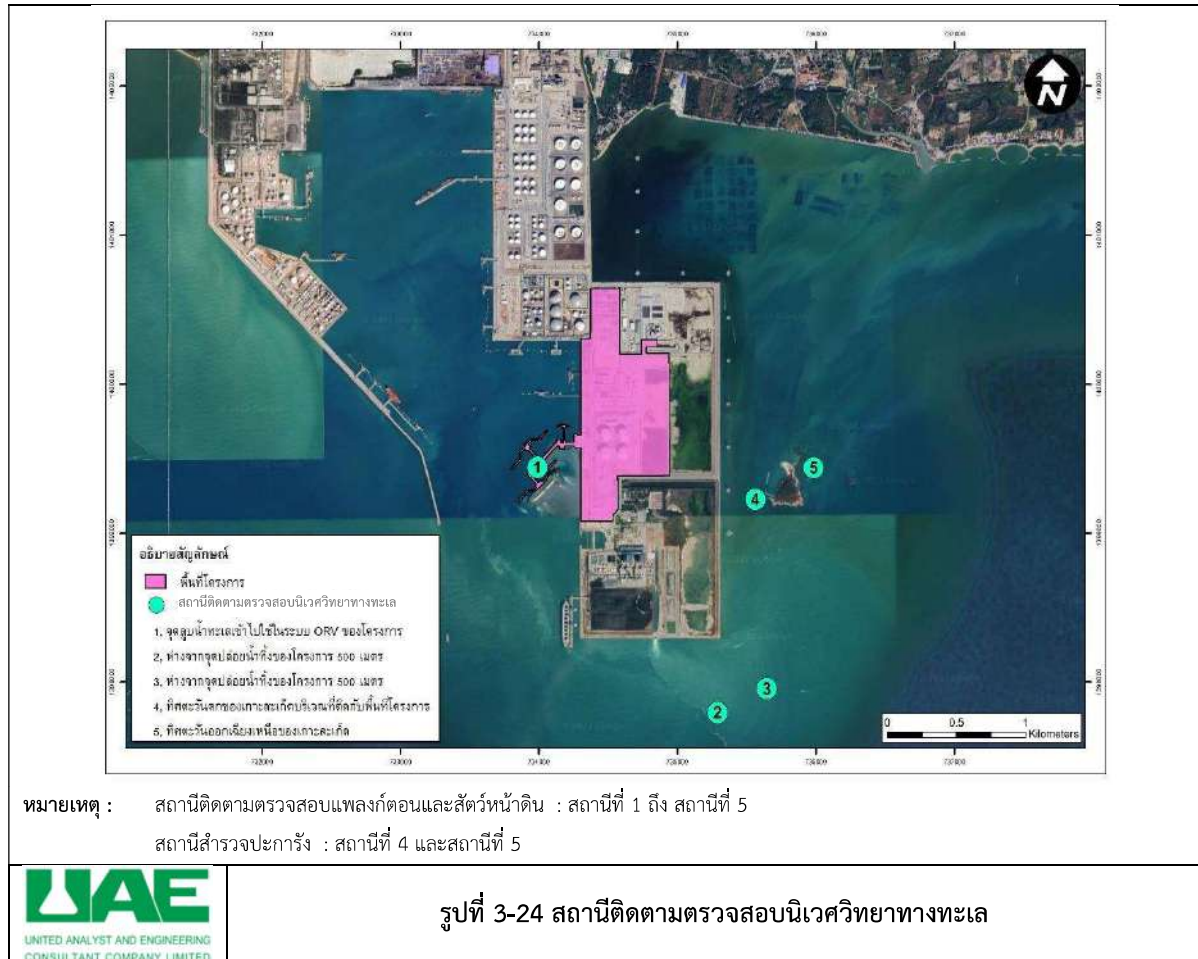 732000 733000 734000 735000 736000 737000
N
1
5
4
3
2
อธิบายสัญลักษณ์
พื้นที่โครงการ
สถานีติดตามตรวจสอบนิเวศวิทยาทางทะเล
1, จุดสูบน้ำทะเลเข้าไปใช้ในระบบ ORV ของโครงการ
2, ห่างจากจุดปล่อยน้ำทิ้งของโครงการ 500 เมตร
3, ห่างจากจุดปล่อยน้ำทิ้งของโครงการ 500 เมตร
4, ทิศตะวันตกของเกาะสะเก็ดบริเวณที่ติดกับพื้นที่โครงการ
5, ทิศตะวันออกเฉียงเหนือของเกาะสะเก็ด
0 0.5 1
Kilometers
732000 733000 734000 735000 736000 737000
หมายเหตุ : สถานีติดตามตรวจสอบแพลงก์ตอนและสัตว์หน้าดิน : สถานีที่ 1 ถึง สถานีที่ 5
สถานีสำรวจปะการัง : สถานีที่ 4 และสถานีที่ 5
UAE
UNITED ANALYST AND ENGINEERING
CONSULTANT COMPANY LIMITED
รูปที่ 3-24 สถานีติดตามตรวจสอบนิเวศวิทยาทางทะเล